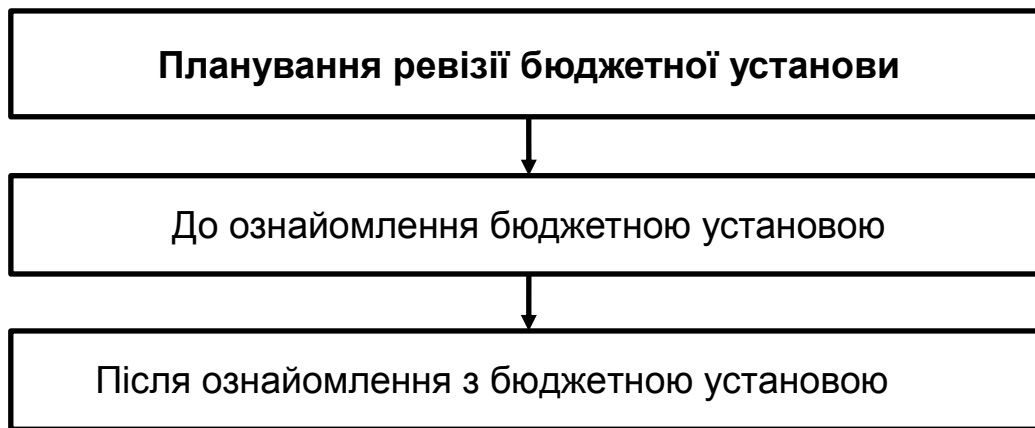 Планування ревізії бюджетної установи
До ознайомлення бюджетною установою
Після ознайомлення з бюджетною установою